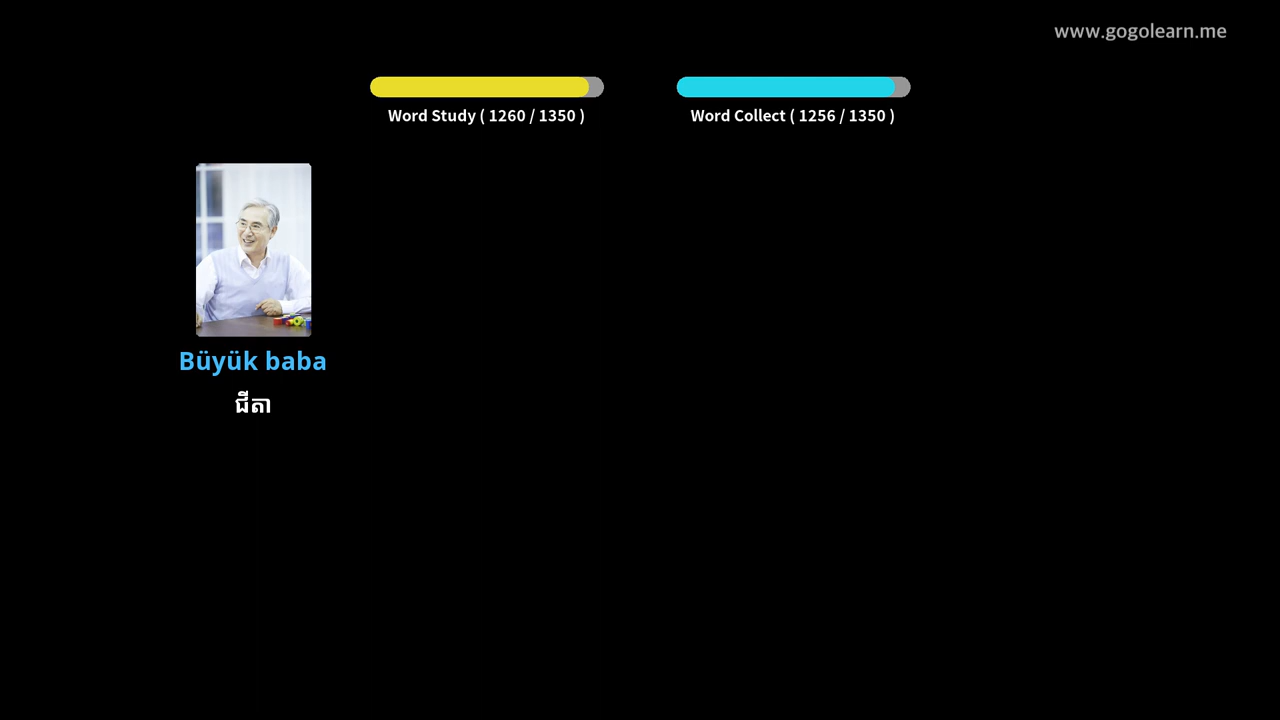 www.gogolearn.me
Word Study ( 1260 / 1350 )
Word Collect ( 1256 / 1350 )
Büyük baba
ជីតា